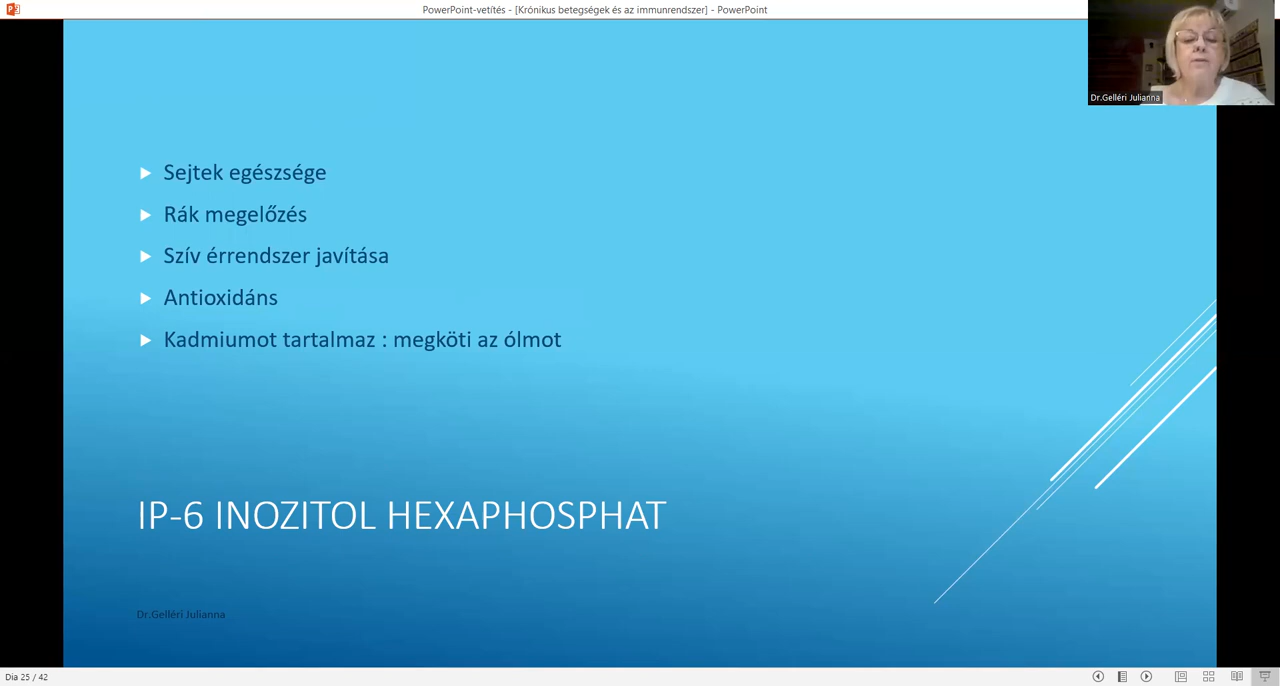 PowerPoint-vetítés - [Krónikus betegségek és az immunrendszer] - PowerPoint
Dr.Gelléri Julianna
Sejtek egészsége
Rák megelőzés
Szív érrendszer javítása
Antioxidáns
Kadmiumot tartalmaz : megköti az ólmot
IP-6 INOZITOL HEXAPHOSPHAT
Dr.Gelléri Julianna
Dia 25 / 42